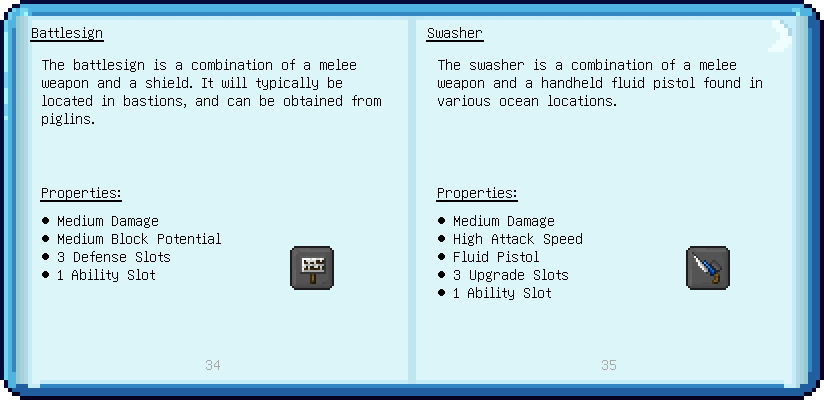 Battlesign
The battlesign is a combination of a melee
weapon and a shield. It will typically be
located in bastions, and can be obtained from
piglins.
Properties:
• Medium Damage
• Medium Block Potential
• 3 Defense Slots
• 1 Ability Slot
34
Swasher
The swasher is a combination of a melee
weapon and a handheld fluid pistol found in
various ocean locations.
Properties:
• Medium Damage
• High Attack Speed
• Fluid Pistol
• 3 Upgrade Slots
• 1 Ability Slot
35